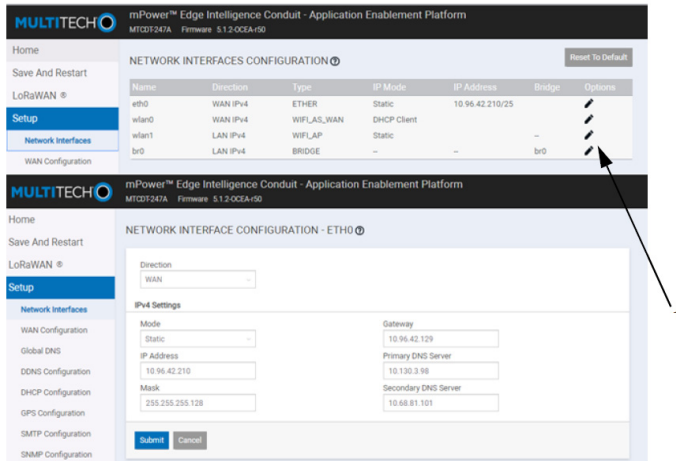 MULTITECH
mPower™ Edge Intelligence Conduit - Application Enablement Platform
MTCDT-247A Firmware 5.1.2-OCEA-r50
Home
Save And Restart
LoRaWAN ®
Setup
Network Interfaces
WAN Configuration
NETWORK INTERFACES CONFIGURATION
Reset To Default
Name Direction Type IP Mode IP Address Bridge Options
eth0 WAN IPv4 ETHER Static 10.96.42.210/25
wlan0 WAN IPv4 WIFI_AS_WAN DHCP Client
wlan1 LAN IPv4 WIFI_AP Static –
br0 LAN IPv4 BRIDGE – – br0
MULTITECH
mPower™ Edge Intelligence Conduit - Application Enablement Platform
MTCDT-247A Firmware 5.1.2-OCEA-r50
Home
Save And Restart
LoRaWAN ®
Setup
Network Interfaces
WAN Configuration
Global DNS
DDNS Configuration
DHCP Configuration
GPS Configuration
SMTP Configuration
SNMP Configuration
NETWORK INTERFACE CONFIGURATION - ETH0
Direction
WAN
IPv4 Settings
Mode Gateway
Static 10.96.42.129
IP Address Primary DNS Server
10.96.42.210 10.130.3.98
Mask Secondary DNS Server
255.255.255.128 10.68.81.101
Submit Cancel